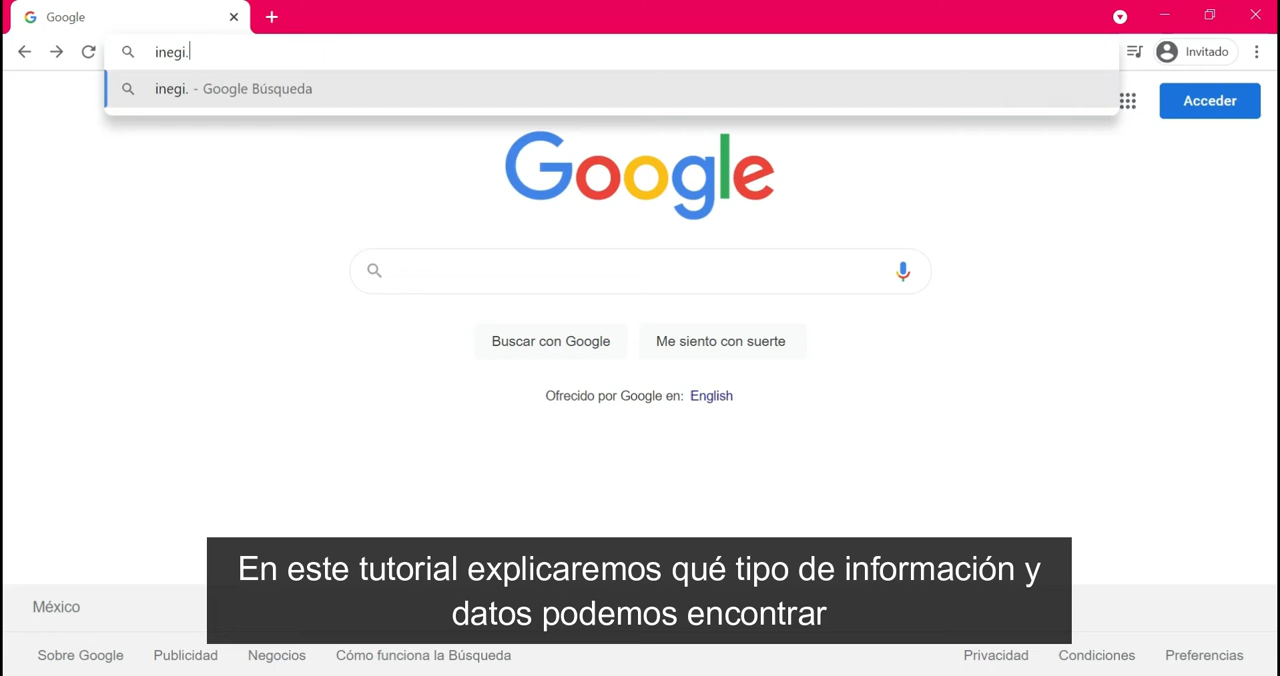 Google
inegi.
Invitado
inegi. - Google Búsqueda
Acceder
Google
Buscar con Google
Me siento con suerte
Ofrecido por Google en: English
En este tutorial explicaremos qué tipo de información y
datos podemos encontrar
México
Sobre Google
Publicidad
Negocios
Cómo funciona la Búsqueda
Privacidad
Condiciones
Preferencias